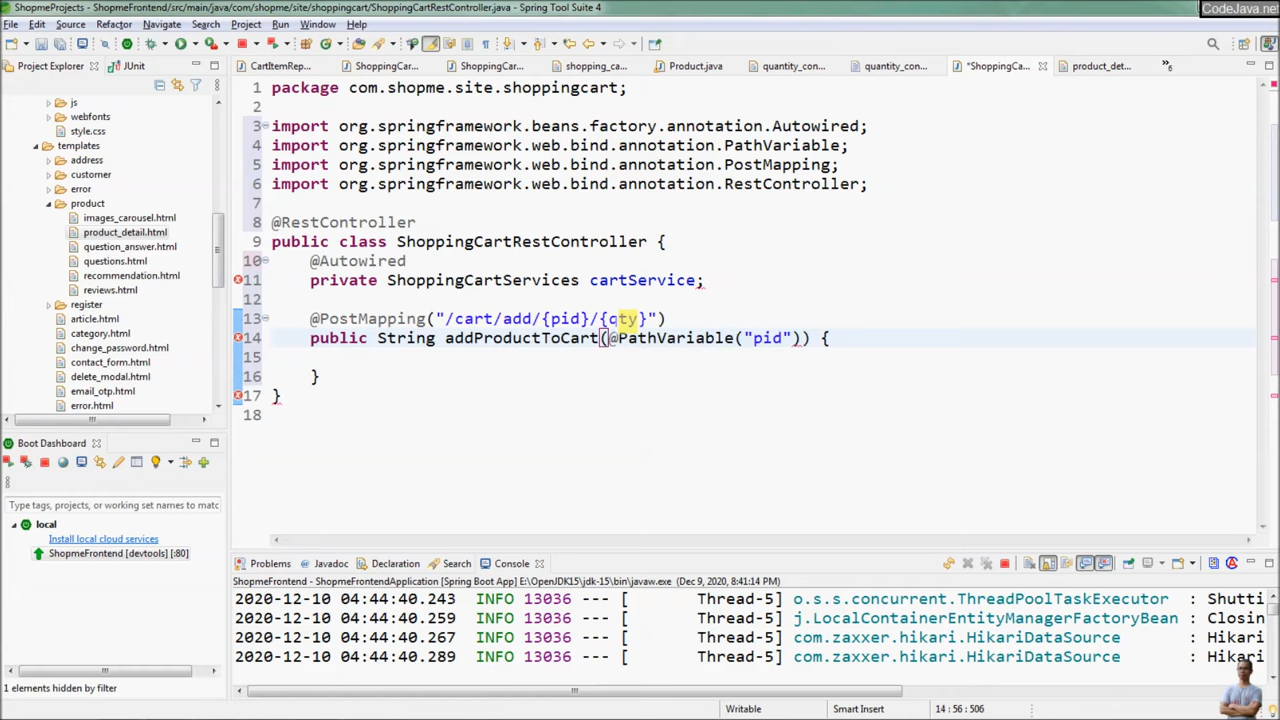 ShopmeProjects - ShopmeFrontend/src/main/java/com/shopme/site/shoppingcart/ShoppingCartRestController.java - Spring Tool Suite 4
CodeJava.net
File Edit Source Refactor Navigate Search Project Run Window Help
Project Explorer JUnit
CartItemRep... ShoppingCar... ShoppingCar... shopping_ca... Product.java quantity_con... quantity_con... *ShoppingCa... product_det... »6
js
webfonts
style.css
templates
address
customer
error
product
images_carousel.html
product_detail.html
question_answer.html
questions.html
recommendation.html
reviews.html
register
article.html
category.html
change_password.html
contact_form.html
delete_modal.html
email_otp.html
error.html
1 package com.shopme.site.shoppingcart;
2
3 import org.springframework.beans.factory.annotation.Autowired;
4 import org.springframework.web.bind.annotation.PathVariable;
5 import org.springframework.web.bind.annotation.PostMapping;
6 import org.springframework.web.bind.annotation.RestController;
7
8 @RestController
9 public class ShoppingCartRestController {
10 @Autowired
11 private ShoppingCartServices cartService;
12
13 @PostMapping("/cart/add/{pid}/{qty}")
14 public String addProductToCart(@PathVariable("pid")) {
15
16 }
17 }
18
Boot Dashboard
Type tags, projects, or working set names to matc
local
Install local cloud services
ShopmeFrontend [devtools] [:80]
1 elements hidden by filter
Problems Javadoc Declaration Search Console
ShopmeFrontend - ShopmeFrontendApplication [Spring Boot App] E:\OpenJDK15\jdk-15\bin\javaw.exe (Dec 9, 2020, 8:41:14 PM)
2020-12-10 04:44:40.243 INFO 13036 --- [ Thread-5] o.s.s.concurrent.ThreadPoolTaskExecutor : Shutti
2020-12-10 04:44:40.259 INFO 13036 --- [ Thread-5] j.LocalContainerEntityManagerFactoryBean : Closin
2020-12-10 04:44:40.267 INFO 13036 --- [ Thread-5] com.zaxxer.hikari.HikariDataSource : Hikari
2020-12-10 04:44:40.289 INFO 13036 --- [ Thread-5] com.zaxxer.hikari.HikariDataSource : Hikari
Writable Smart Insert 14 : 56 : 506